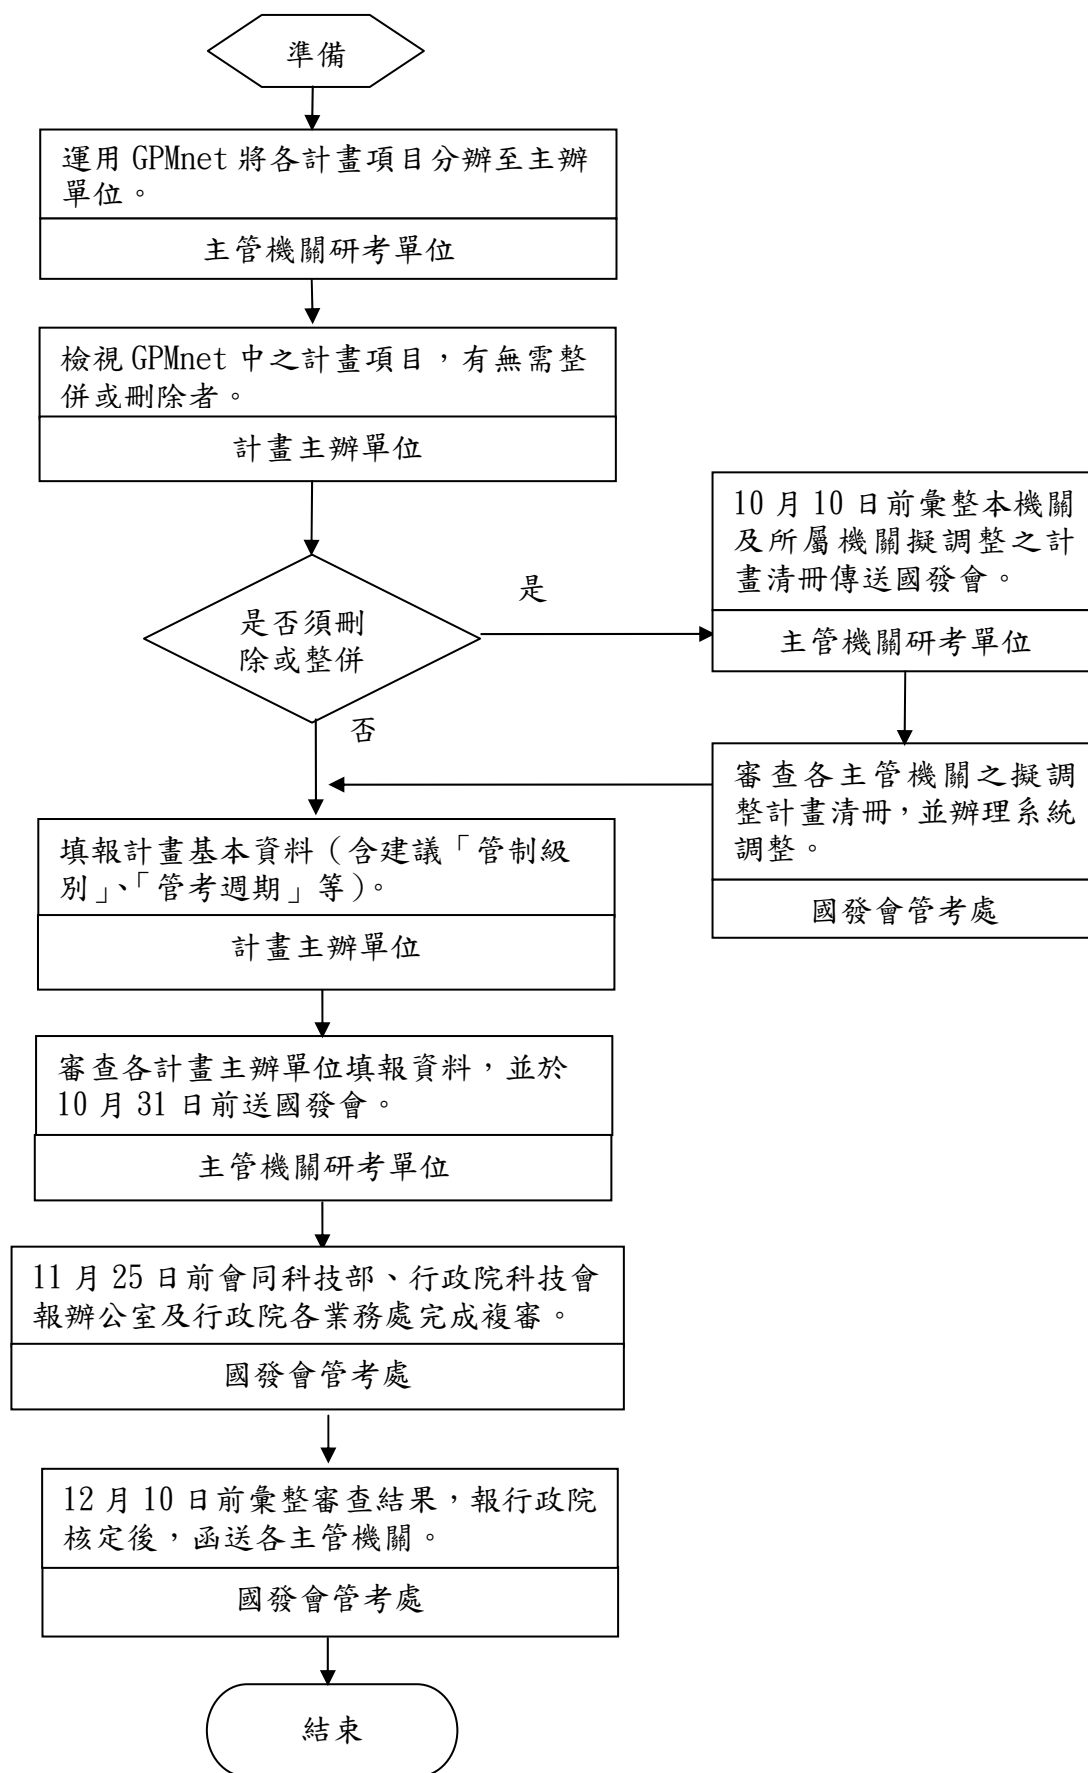 準備
運用 GPMnet 將各計畫項目分辦至主辦
單位。
主管機關研考單位
檢視 GPMnet 中之計畫項目，有無需整
併或刪除者。
計畫主辦單位
是否須刪
除或整併
是
10 月 10 日前彙整本機關
及所屬機關擬調整之計
畫清冊傳送國發會。
主管機關研考單位
否
審查各主管機關之擬調
整計畫清冊，並辦理系統
調整。
國發會管考處
填報計畫基本資料（含建議「管制級
別」、「管考週期」等）。
計畫主辦單位
審查各計畫主辦單位填報資料，並於
10 月 31 日前送國發會。
主管機關研考單位
11 月 25 日前會同科技部、行政院科技會
報辦公室及行政院各業務處完成複審。
國發會管考處
12 月 10 日前彙整審查結果，報行政院
核定後，函送各主管機關。
國發會管考處
結束